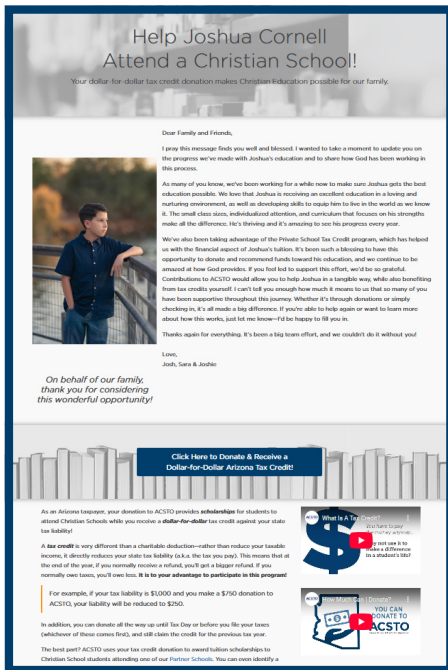 Help Joshua Cornell
Attend a Christian School!
Your dollar-for-dollar tax credit donation makes Christian Education possible for our family.
Dear Family and Friends,
I pray this message finds you well and blessed. I wanted to take a moment to update you on
the progress we've made with Joshua's education and to share how God has been working in
this process.
As many of you know, we've been working for a while now to make sure Joshua gets the best
education possible. We love that Joshua is receiving an excellent education in a loving and
nurturing environment, as well as developing skills to equip him to live in the world as we know
it. The small class sizes, individualized attention, and curriculum that focuses on his strengths
make all the difference. He's thriving and it's amazing to see his progress every year.
We've also been taking advantage of the Private School Tax Credit program, which has helped
us with the financial aspect of Joshua's tuition. It's been such a blessing to have this
opportunity to donate and recommend funds toward his education, and we continue to be
amazed at how God provides. If you feel led to support this effort, we'd be so grateful.
Contributions to ACSTO would allow you to help Joshua in a tangible way, while also benefiting
from tax credits yourself. I can't tell you enough how much it means to us that so many of you
have been supportive throughout this journey. Whether it's through donations or simply
checking in, it's all made a big difference. If you're able to help again or want to learn more
about how this works, just let me know—I'd be happy to fill you in.
Thanks again for everything. It's been a big team effort, and we couldn't do it without you!
Love,
Josh, Sara & Joshie
On behalf of our family,
thank you for considering
this wonderful opportunity!
Click Here to Donate & Receive a
Dollar-for-Dollar Arizona Tax Credit!
As an Arizona taxpayer, your donation to ACSTO provides scholarships for students to
attend Christian Schools while you receive a dollar-for-dollar tax credit against your state
tax liability!
A tax credit is very different than a charitable deduction—rather than reduce your taxable
income, it directly reduces your state tax liability (a.k.a. the tax you pay). This means that at
the end of the year, if you normally receive a refund, you'll get a bigger refund. If you
normally owe taxes, you'll owe less. It is to your advantage to participate in this program!
For example, if your tax liability is $1,000 and you make a $750 donation to
ACSTO, your liability will be reduced to $250.
In addition, you can donate all the way up until Tax Day or before you file your taxes
(whichever of these comes first), and still claim the credit for the previous tax year.
The best part? ACSTO uses your tax credit donation to award tuition scholarships to
Christian School students attending one of our Partner Schools. You can even identify a
ACSTO
What Is A Tax Credit?
You have to pay
not use it to
make a difference
in a student's life?
ACSTO
How Much Can I Donate?
YOU CAN
DONATE TO
ACSTO